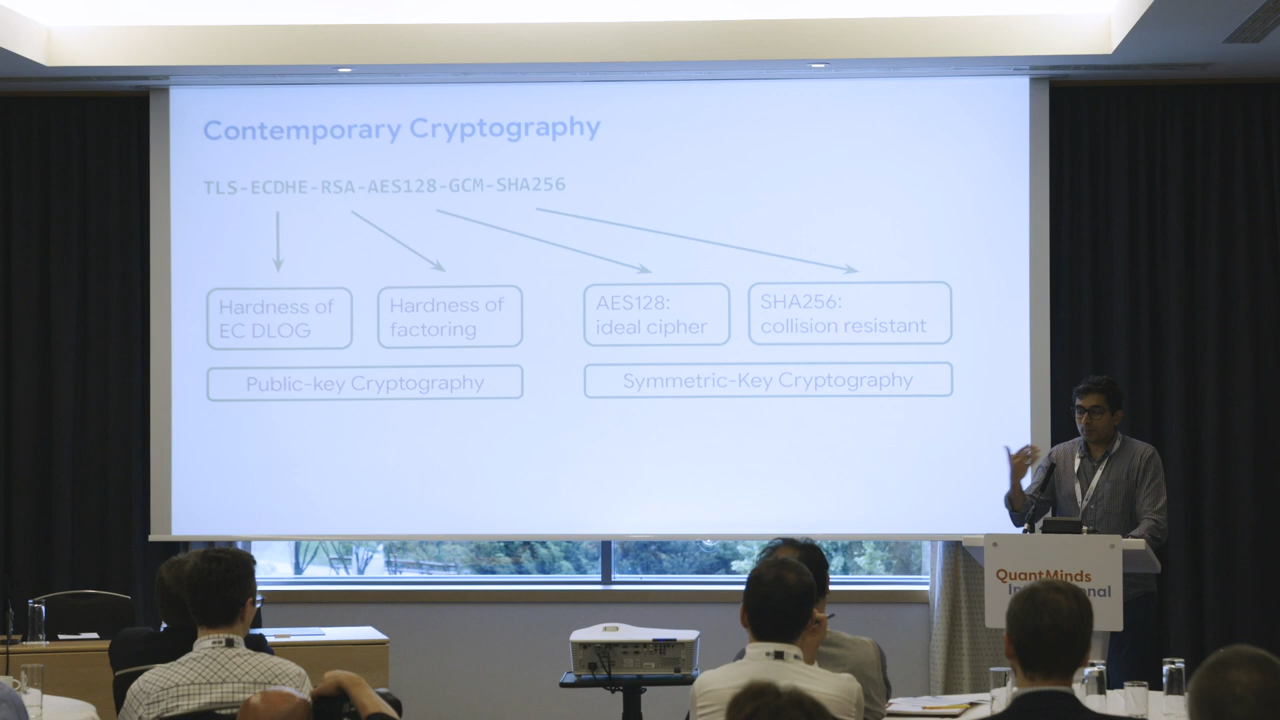 Contemporary Cryptography
TLS-ECDHE-RSA-AES128-GCM-SHA256
Hardness of
EC DLOG
Hardness of
factoring
AES128:
ideal cipher
SHA256:
collision resistant
Public-key Cryptography
Symmetric-Key Cryptography
QuantMinds